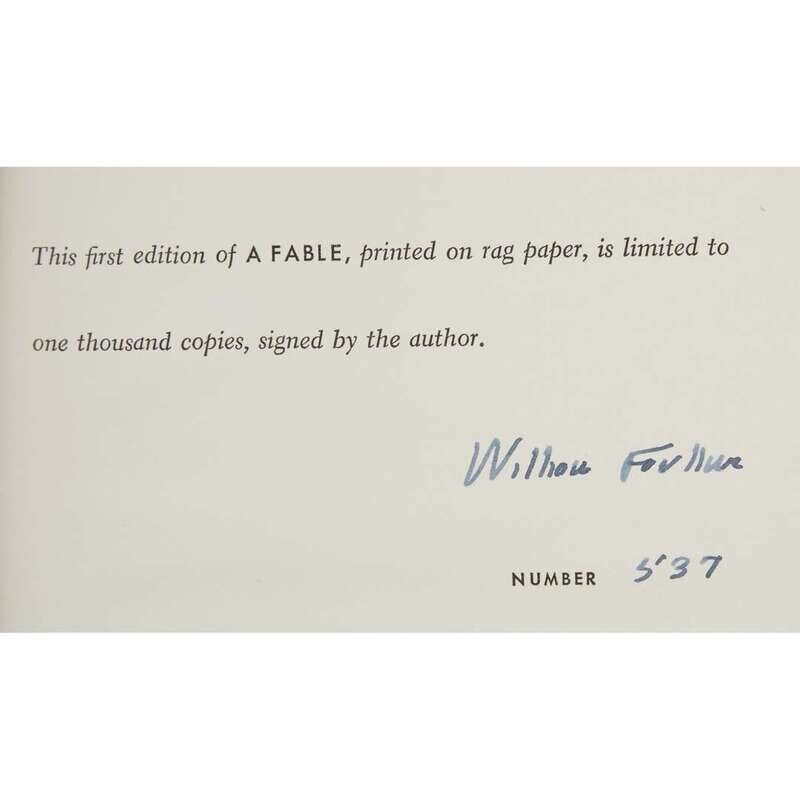 This first edition of A FABLE, printed on rag paper, is limited to
one thousand copies, signed by the author.
William Faulkner
NUMBER 537